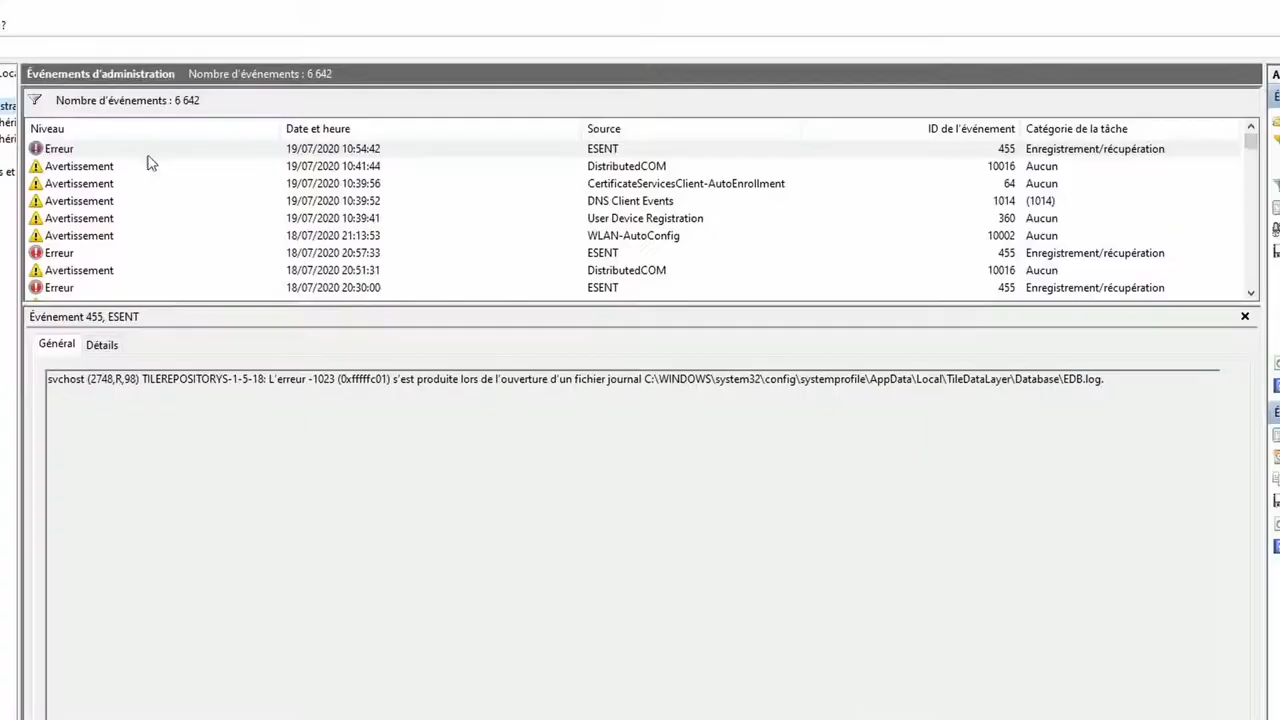 ?
Événements d'administration Nombre d'événements : 6 642
Nombre d'événements : 6 642
Niveau Date et heure Source ID de l'événement Catégorie de la tâche
Erreur 19/07/2020 10:54:42 ESENT 455 Enregistrement/récupération
Avertissement 19/07/2020 10:41:44 DistributedCOM 10016 Aucun
Avertissement 19/07/2020 10:39:56 CertificateServicesClient-AutoEnrollment 64 Aucun
Avertissement 19/07/2020 10:39:52 DNS Client Events 1014 (1014)
Avertissement 19/07/2020 10:39:41 User Device Registration 360 Aucun
Avertissement 18/07/2020 21:13:53 WLAN-AutoConfig 10002 Aucun
Erreur 18/07/2020 20:57:33 ESENT 455 Enregistrement/récupération
Avertissement 18/07/2020 20:51:31 DistributedCOM 10016 Aucun
Erreur 18/07/2020 20:30:00 ESENT 455 Enregistrement/récupération
Événement 455, ESENT
Général Détails
svchost (2748,R,98) TILEREPOSITORYS-1-5-18: L'erreur -1023 (0xfffffc01) s'est produite lors de l'ouverture d'un fichier journal C:\WINDOWS\system32\config\systemprofile\AppData\Local\TileDataLayer\Database\EDB.log.